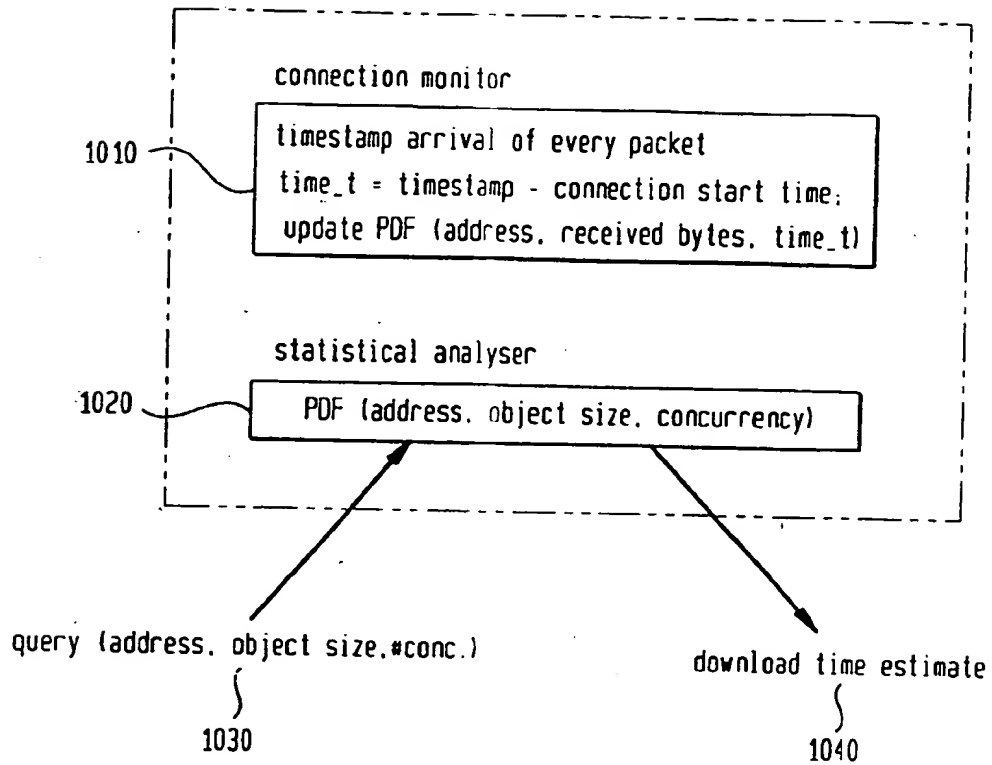 connection monitor
1010
timestamp arrival of every packet
time_t = timestamp - connection start time;
update PDF (address, received bytes, time_t)
statistical analyser
1020
PDF (address, object size, concurrency)
query (address, object size,#conc.)
1030
download time estimate
1040